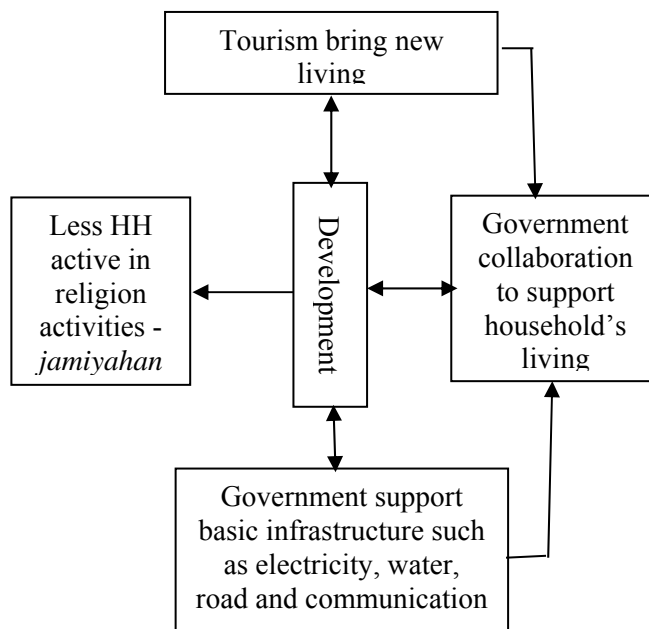 Tourism bring new
living
Less HH
active in
religion
activities -
jamiyahan
Development
Government
collaboration
to support
household's
living
Government support
basic infrastructure such
as electricity, water,
road and communication